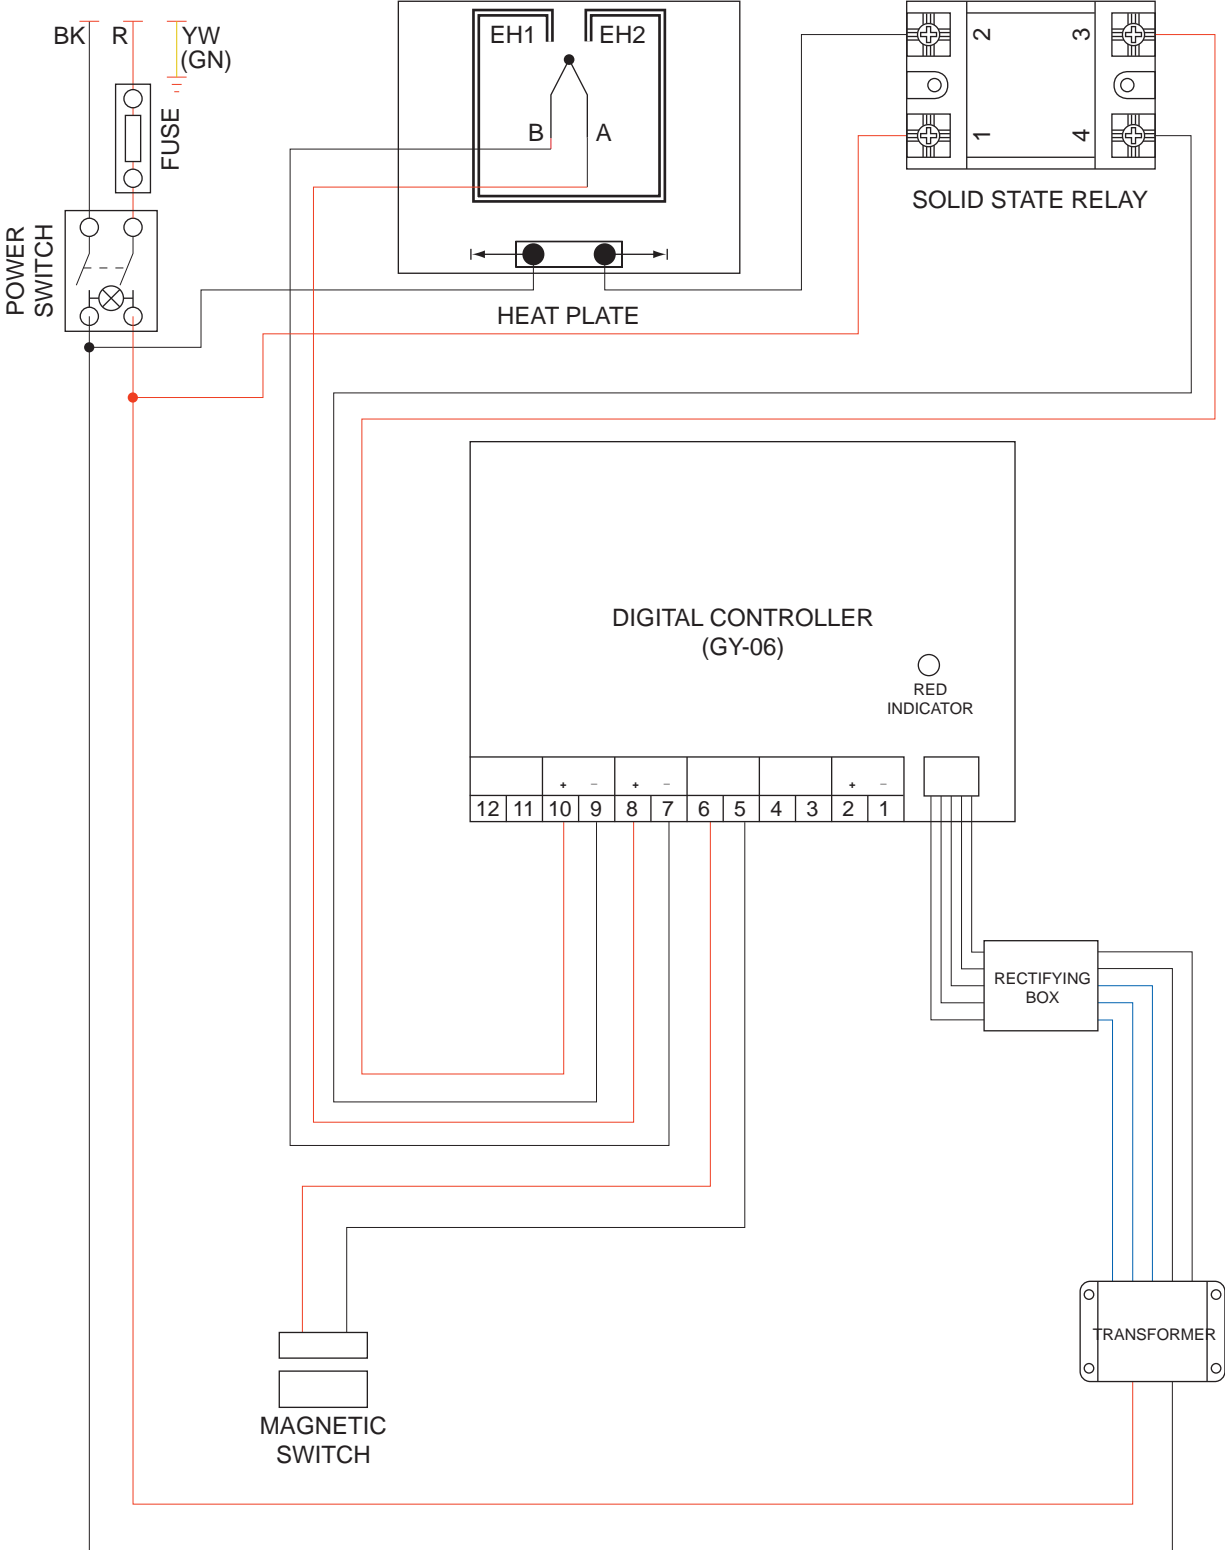 BK R YW
(GN)
FUSE
POWER
SWITCH
EH1 EH2
B A
HEAT PLATE
2 3
1 4
SOLID STATE RELAY
DIGITAL CONTROLLER
(GY-06)
RED
INDICATOR
+ − + − + −
12 11 10 9 8 7 6 5 4 3 2 1
RECTIFYING
BOX
TRANSFORMER
MAGNETIC
SWITCH